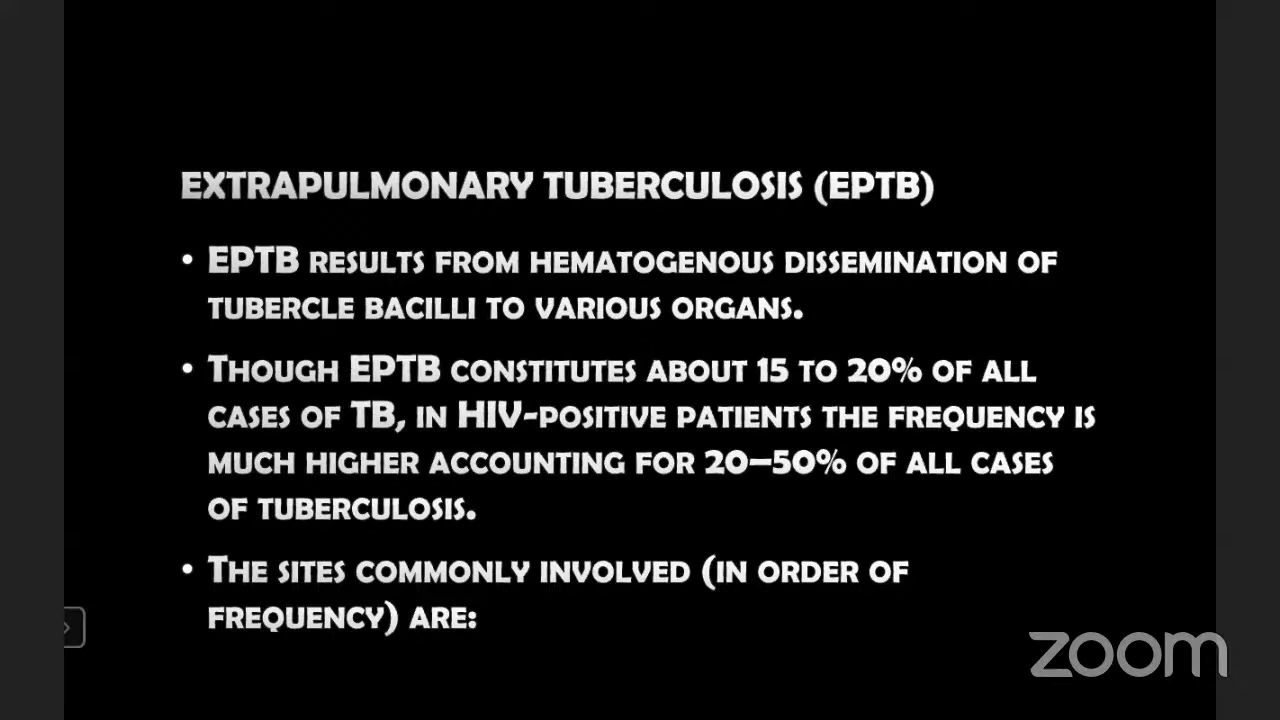 EXTRAPULMONARY TUBERCULOSIS (EPTB)
• EPTB RESULTS FROM HEMATOGENOUS DISSEMINATION OF
TUBERCLE BACILLI TO VARIOUS ORGANS.
• THOUGH EPTB CONSTITUTES ABOUT 15 TO 20% OF ALL
CASES OF TB, IN HIV-POSITIVE PATIENTS THE FREQUENCY IS
MUCH HIGHER ACCOUNTING FOR 20–50% OF ALL CASES
OF TUBERCULOSIS.
• THE SITES COMMONLY INVOLVED (IN ORDER OF
FREQUENCY) ARE:
zoom